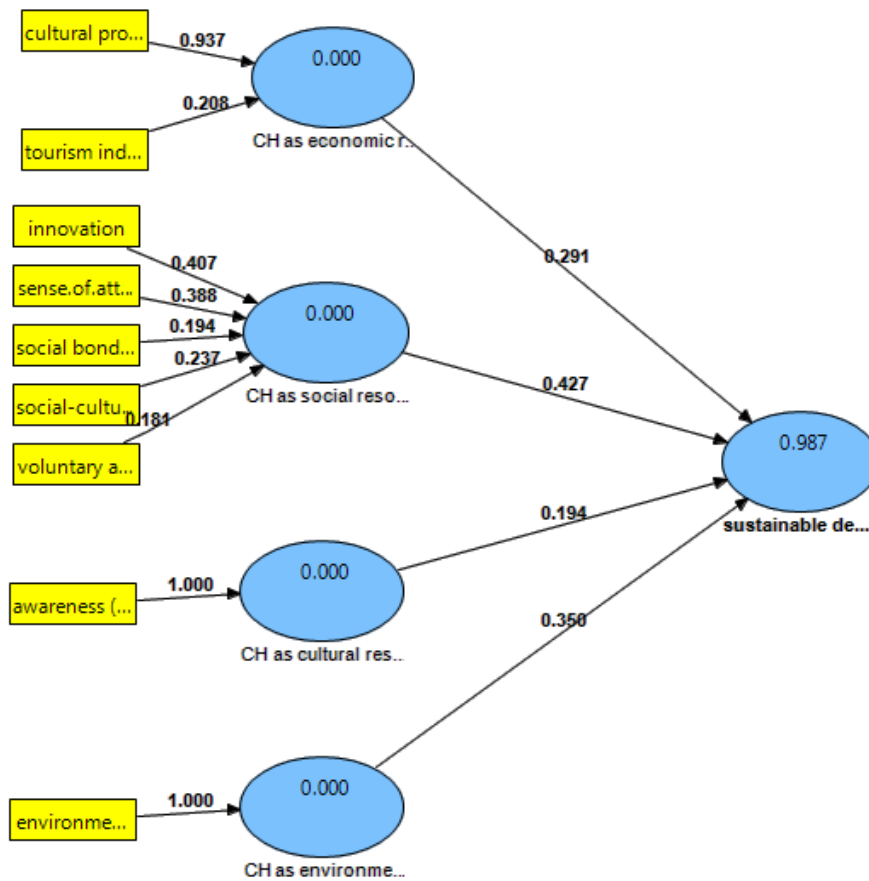 cultural pro...
0.937
0.000
0.208
tourism ind...
CH as economic r...
innovation
0.407
0.291
sense.of.att...
0.388
0.000
social bond...
0.194
0.237
social-cultu...
0.181
CH as social reso...
0.427
voluntary a...
0.987
0.194
sustainable de...
0.000
awareness (...
1.000
CH as cultural res...
0.350
0.000
environme...
1.000
CH as environme...